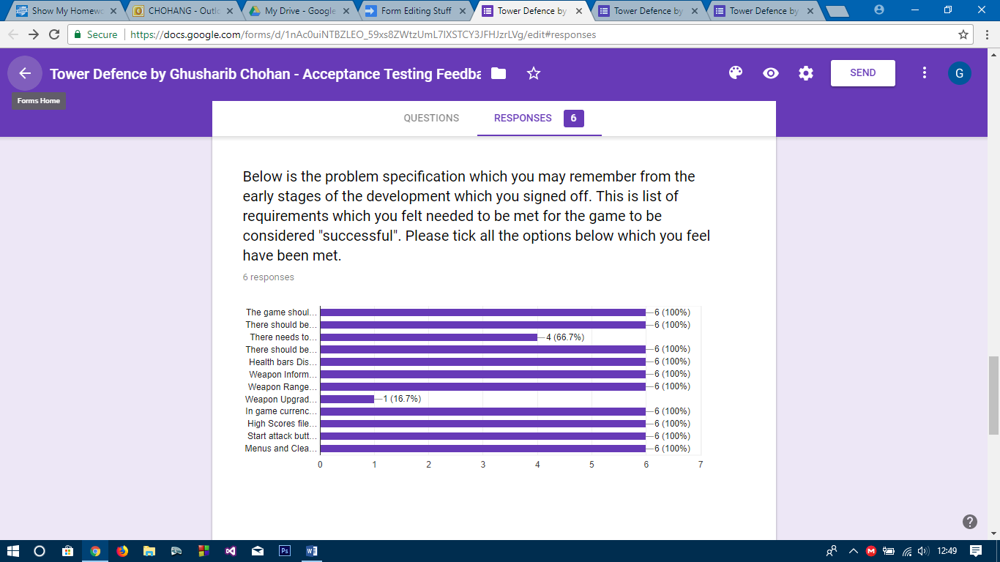 Show My Homewo
CHOHANG - Outlo
My Drive - Google
Form Editing Stuff
Tower Defence by
Tower Defence by
Tower Defence by
Secure
https://docs.google.com/forms/d/1nAc0uiNTBZLEO_59xs8ZWtzUmL7IXSTCY3JFHJzrLVg/edit#responses
Tower Defence by Ghusharib Chohan - Acceptance Testing Feedba
SEND
G
Forms Home
QUESTIONS
RESPONSES 6
Below is the problem specification which you may remember from the
early stages of the development which you signed off. This is list of
requirements which you felt needed to be met for the game to be
considered "successful". Please tick all the options below which you feel
have been met.
6 responses
The game shoul... 6 (100%)
There should be... 6 (100%)
There needs to... 4 (66.7%)
There should be... 6 (100%)
Health bars Dis... 6 (100%)
Weapon Inform... 6 (100%)
Weapon Range... 6 (100%)
Weapon Upgrad... 1 (16.7%)
In game currenc... 6 (100%)
High Scores file... 6 (100%)
Start attack butt... 6 (100%)
Menus and Clea... 6 (100%)
0 1 2 3 4 5 6 7
?
Ps
W
M
12:49